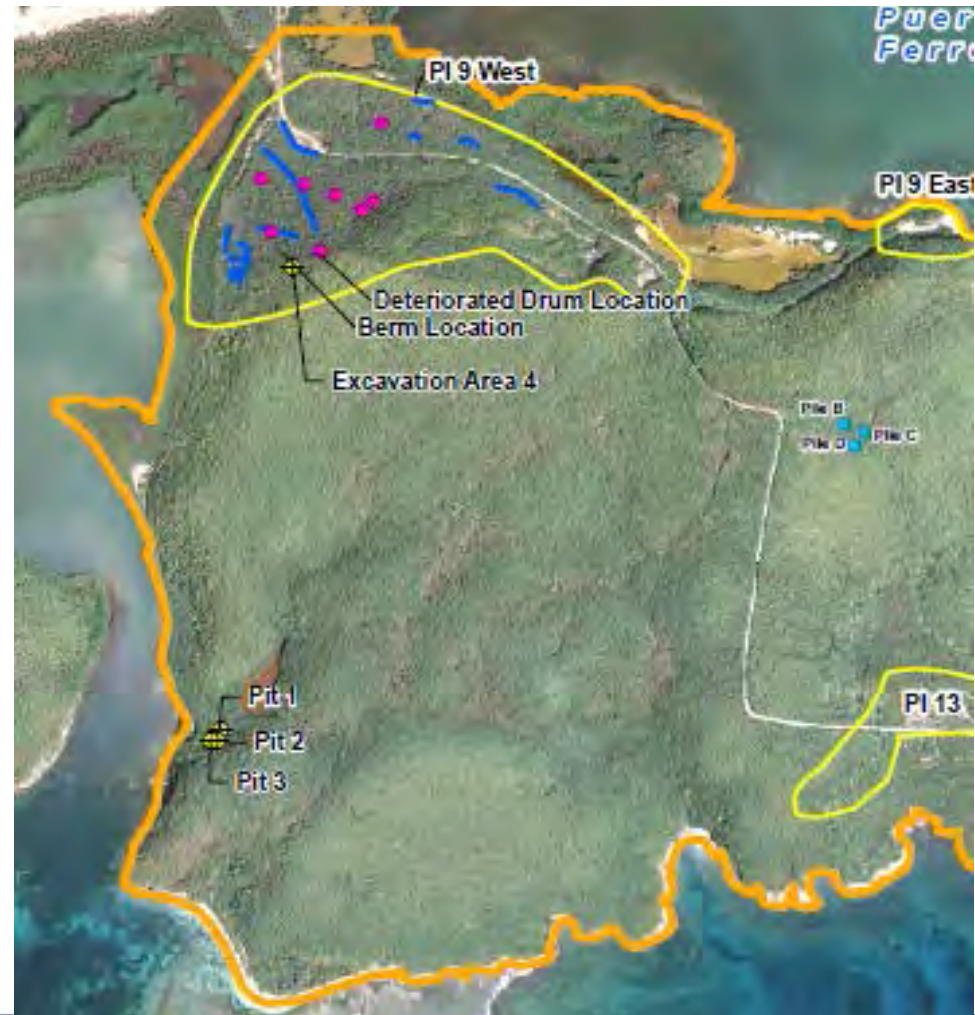 Puer
Ferro
PI 9 West
PI 9 East
Deteriorated Drum Location
Berm Location
Excavation Area 4
Pile B
Pile C
Pile D
Pit 1
PI 13
Pit 2
Pit 3